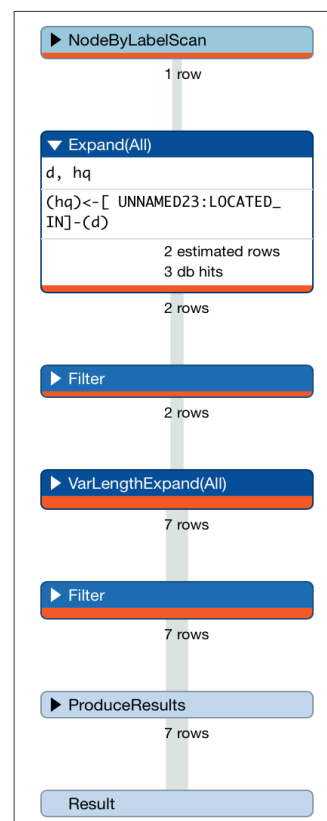 NodeByLabelScan
1 row
Expand(All)
d, hq
(hq)<-[ UNNAMED23:LOCATED_
IN]-(d)
2 estimated rows
3 db hits
2 rows
Filter
2 rows
VarLengthExpand(All)
7 rows
Filter
7 rows
ProduceResults
7 rows
Result